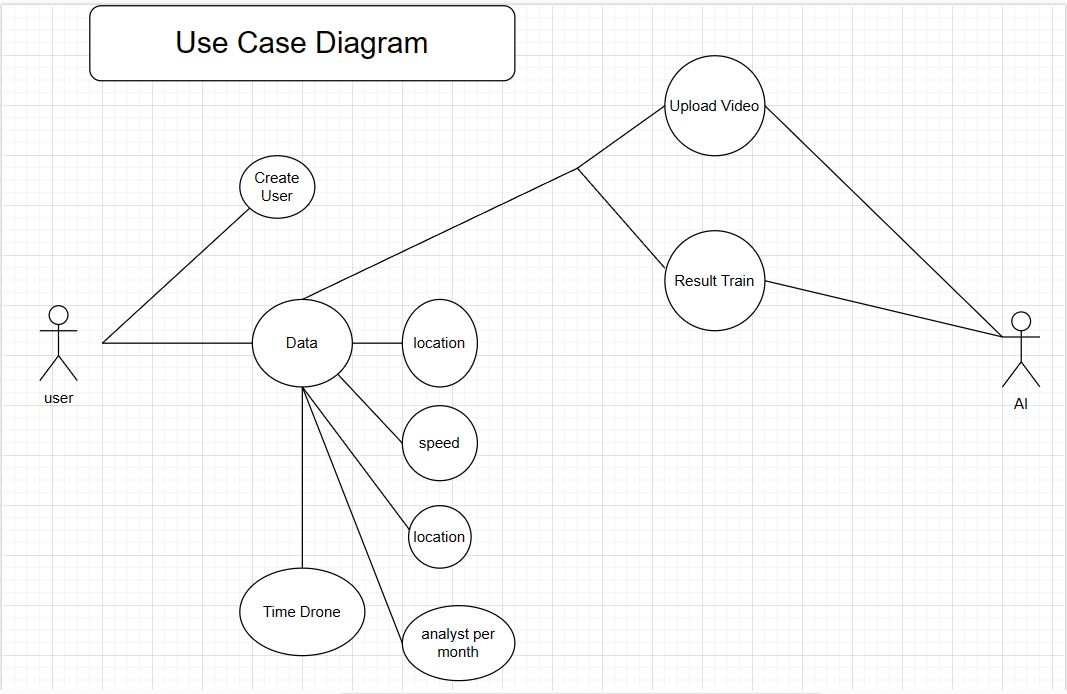 Use Case Diagram
Upload Video
Create
User
Result Train
Data
location
user
AI
speed
location
Time Drone
analyst per
month